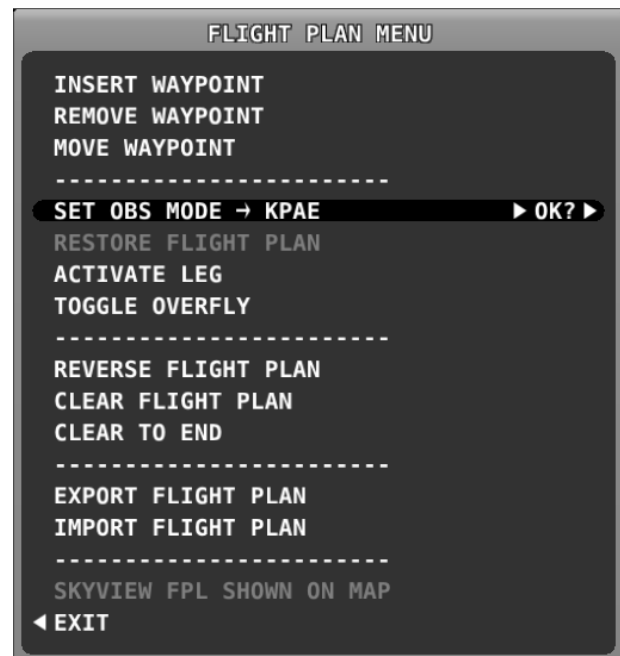 FLIGHT PLAN MENU
INSERT WAYPOINT
REMOVE WAYPOINT
MOVE WAYPOINT
------------------------
SET OBS MODE → KPAE ▶ OK? ▶
RESTORE FLIGHT PLAN
ACTIVATE LEG
TOGGLE OVERFLY
------------------------
REVERSE FLIGHT PLAN
CLEAR FLIGHT PLAN
CLEAR TO END
------------------------
EXPORT FLIGHT PLAN
IMPORT FLIGHT PLAN
------------------------
SKYVIEW FPL SHOWN ON MAP
◀ EXIT